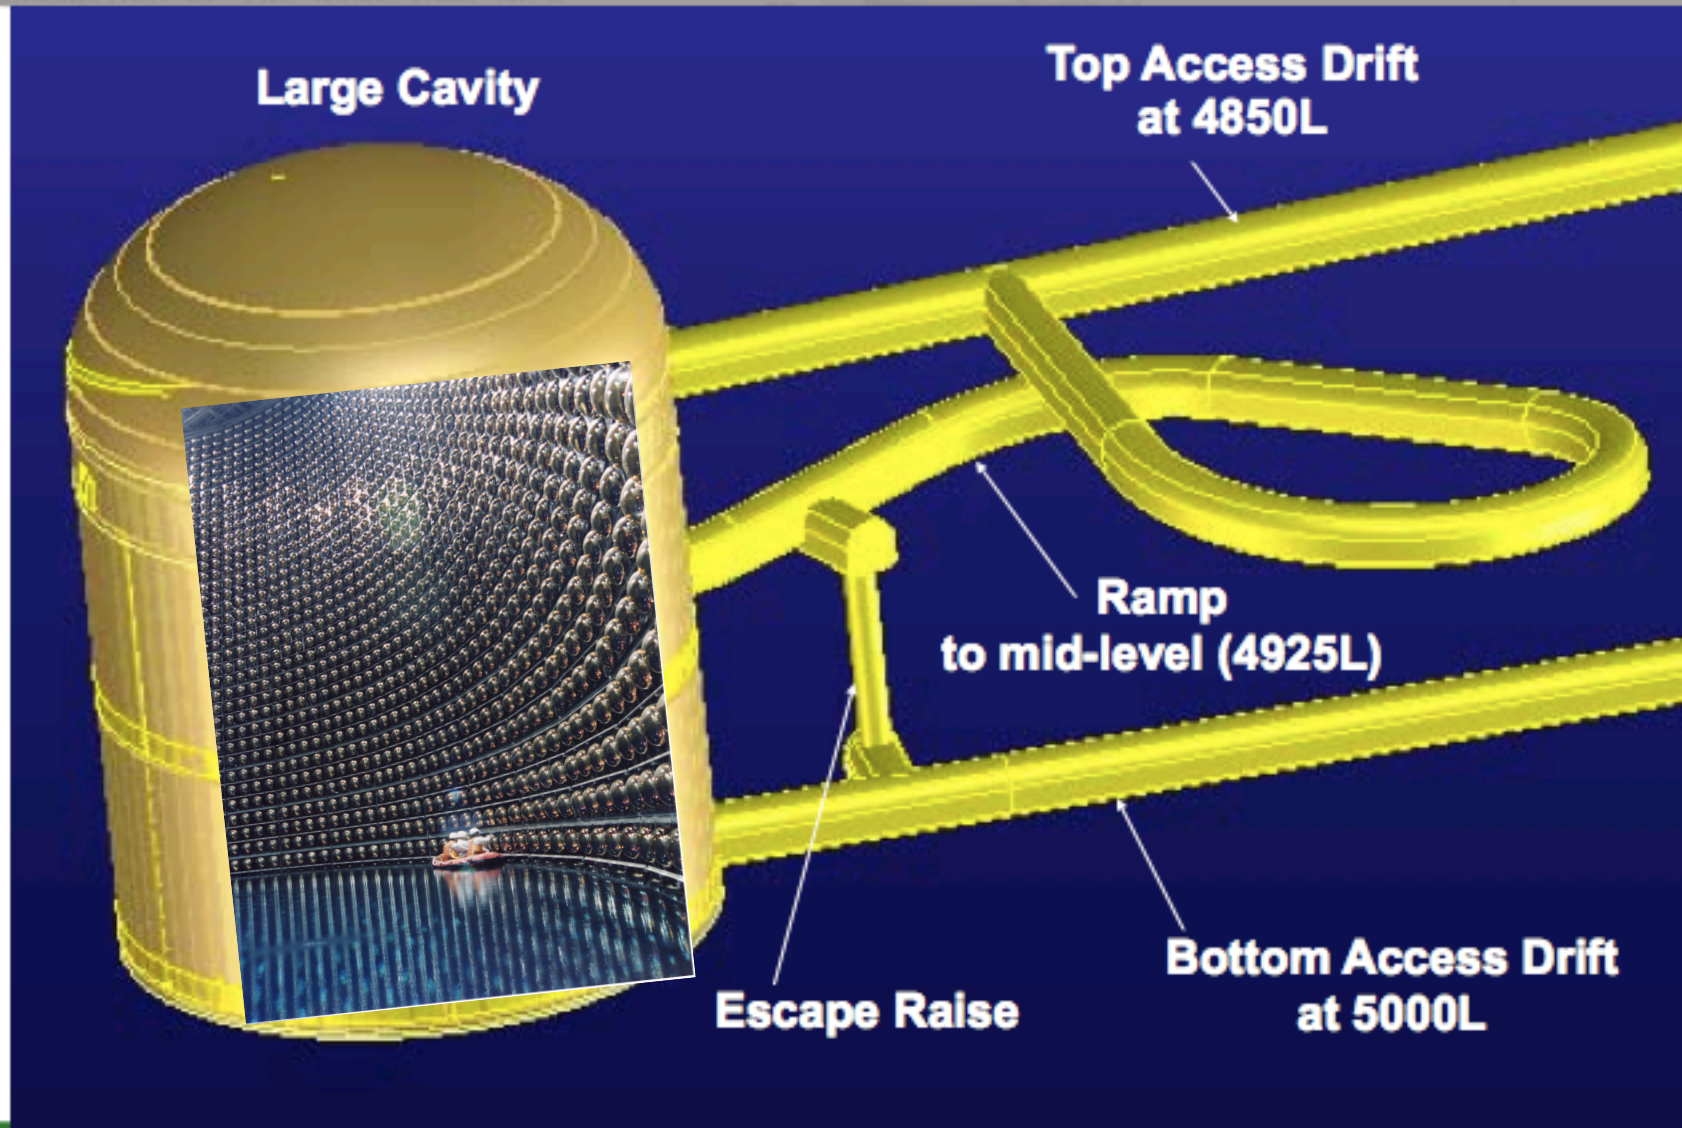 Large Cavity
Top Access Drift
at 4850L
Ramp
to mid-level (4925L)
Escape Raise
Bottom Access Drift
at 5000L